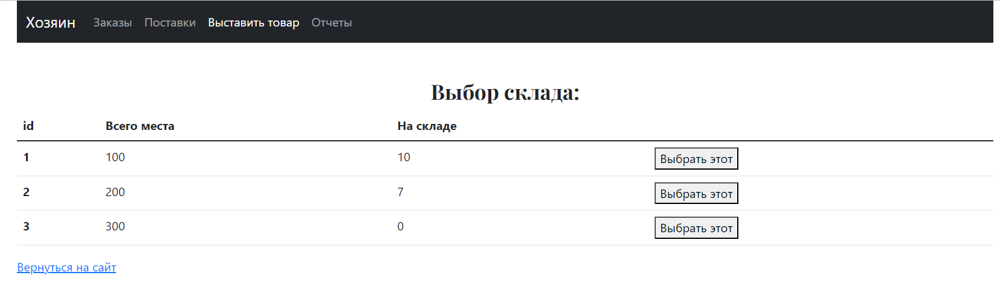 Хозяин Заказы Поставки Выставить товар Отчеты
Выбор склада:
id Всего места На складе
1 100 10 Выбрать этот
2 200 7 Выбрать этот
3 300 0 Выбрать этот
Вернуться на сайт